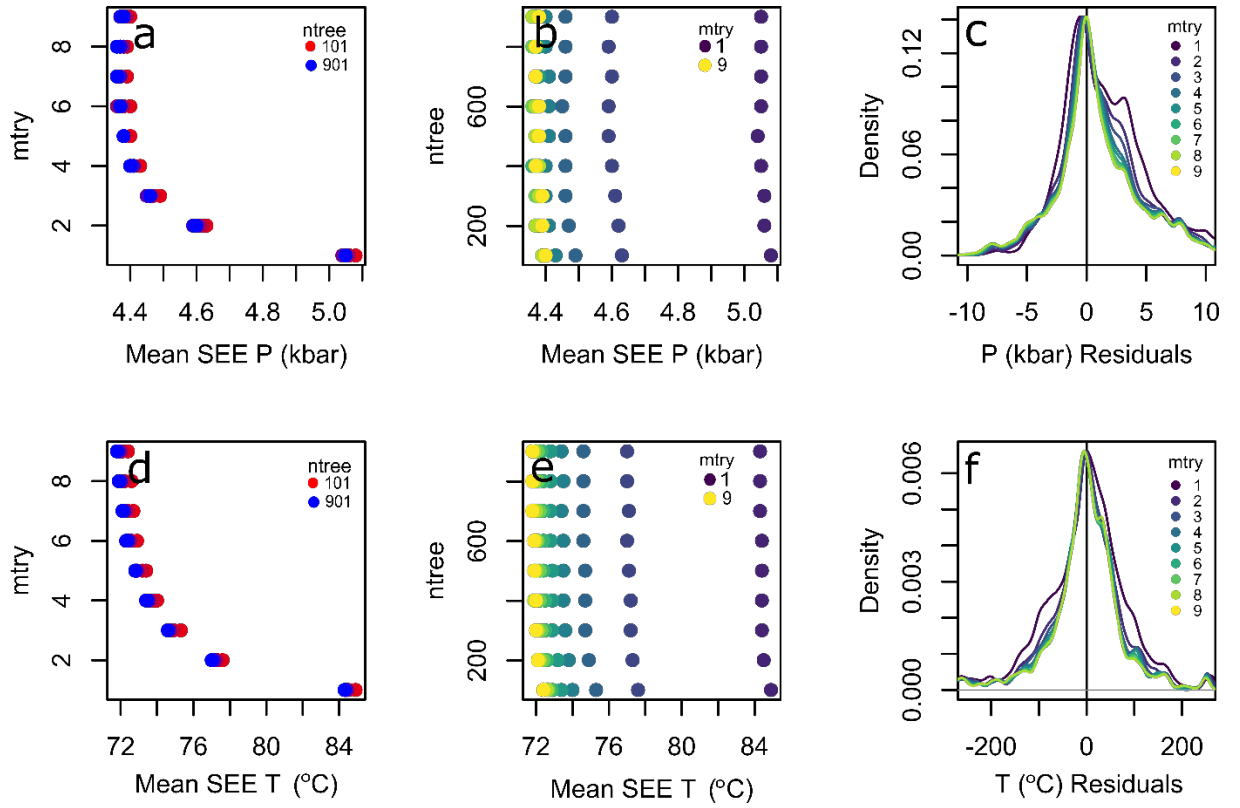 a
ntree
101
901
mtry
8
6
4
2
4.4 4.6 4.8 5.0
Mean SEE P (kbar)
b
mtry
1
9
ntree
600
200
4.4 4.6 4.8 5.0
Mean SEE P (kbar)
c
mtry
1
2
3
4
5
6
7
8
9
Density
0.12
0.06
0.00
-10 -5 0 5 10
P (kbar) Residuals
d
ntree
101
901
mtry
8
6
4
2
72 76 80 84
Mean SEE T (°C)
e
mtry
1
9
ntree
600
200
72 76 80 84
Mean SEE T (°C)
f
mtry
1
2
3
4
5
6
7
8
9
Density
0.006
0.003
0.000
-200 0 200
T (°C) Residuals